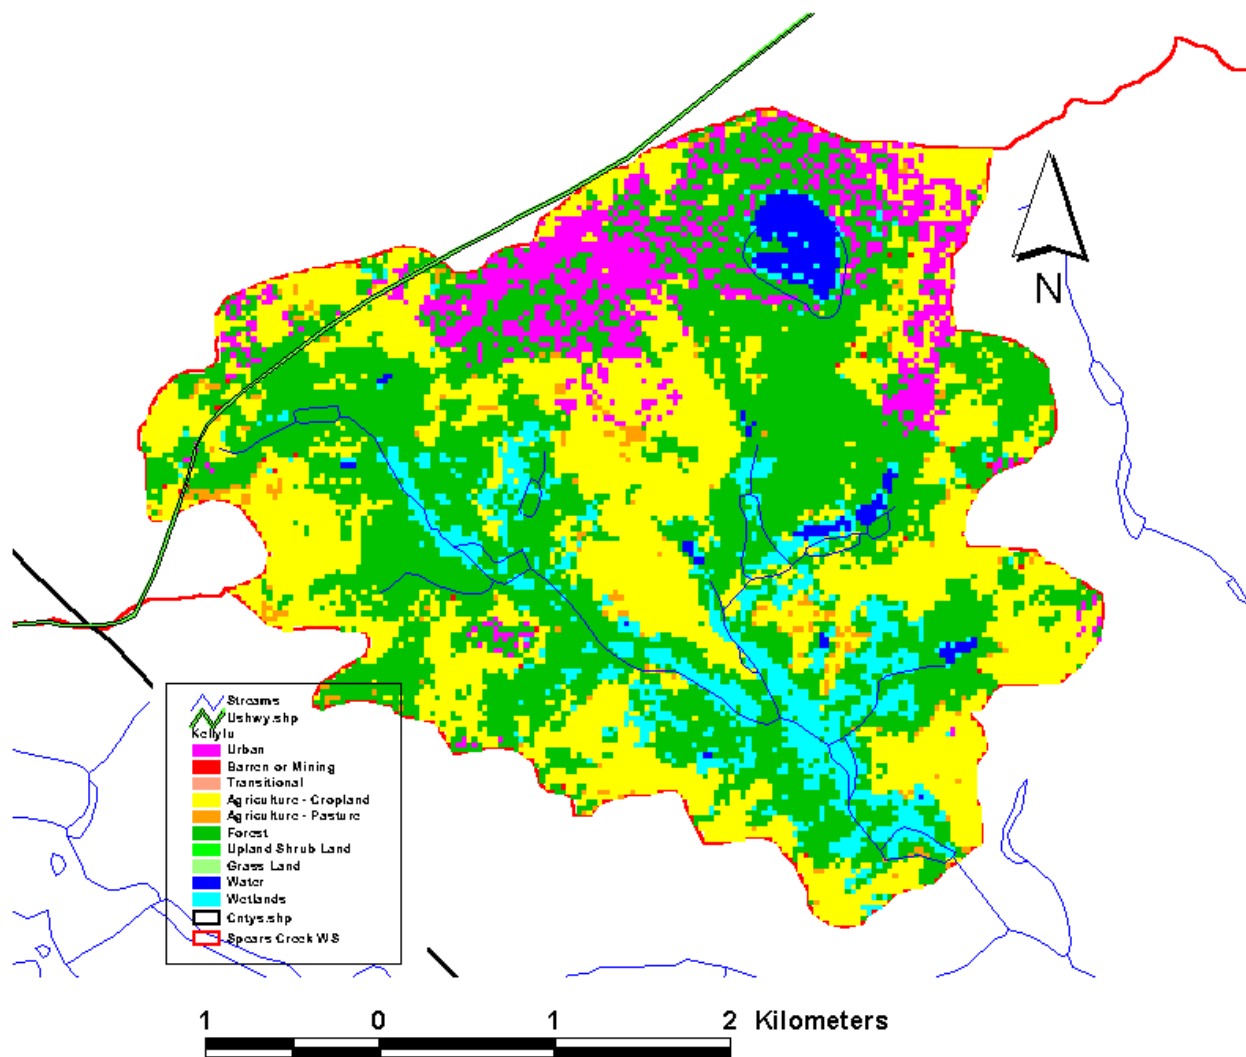 N
Streams
Ushwy.shp
Kellylu
Urban
Barren or Mining
Transitional
Agriculture - Cropland
Agriculture - Pasture
Forest
Upland Shrub Land
Grass Land
Water
Wetlands
Cntys.shp
Spears Creek WS
1 0 1 2 Kilometers